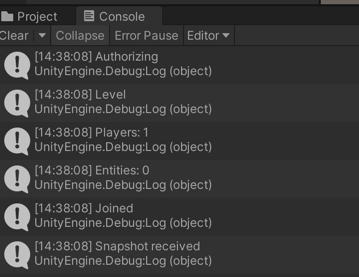 Project
Console
Clear Collapse Error Pause Editor
[14:38:08] Authorizing
UnityEngine.Debug:Log (object)
[14:38:08] Level
UnityEngine.Debug:Log (object)
[14:38:08] Players: 1
UnityEngine.Debug:Log (object)
[14:38:08] Entities: 0
UnityEngine.Debug:Log (object)
[14:38:08] Joined
UnityEngine.Debug:Log (object)
[14:38:08] Snapshot received
UnityEngine.Debug:Log (object)